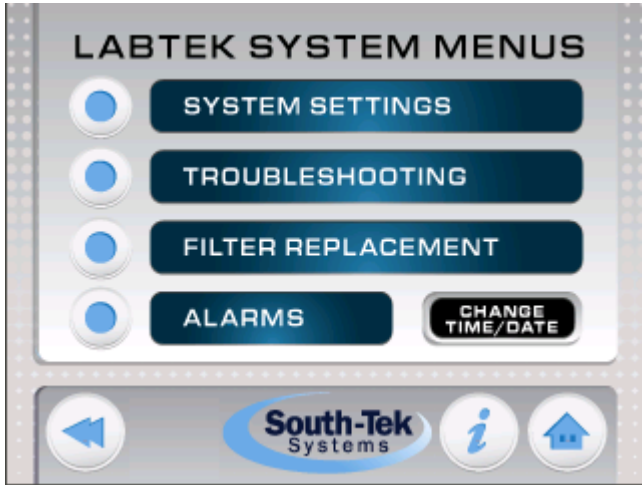 LABTEK SYSTEM MENUS
SYSTEM SETTINGS
TROUBLESHOOTING
FILTER REPLACEMENT
ALARMS
CHANGE
TIME/DATE
South-Tek
Systems
i